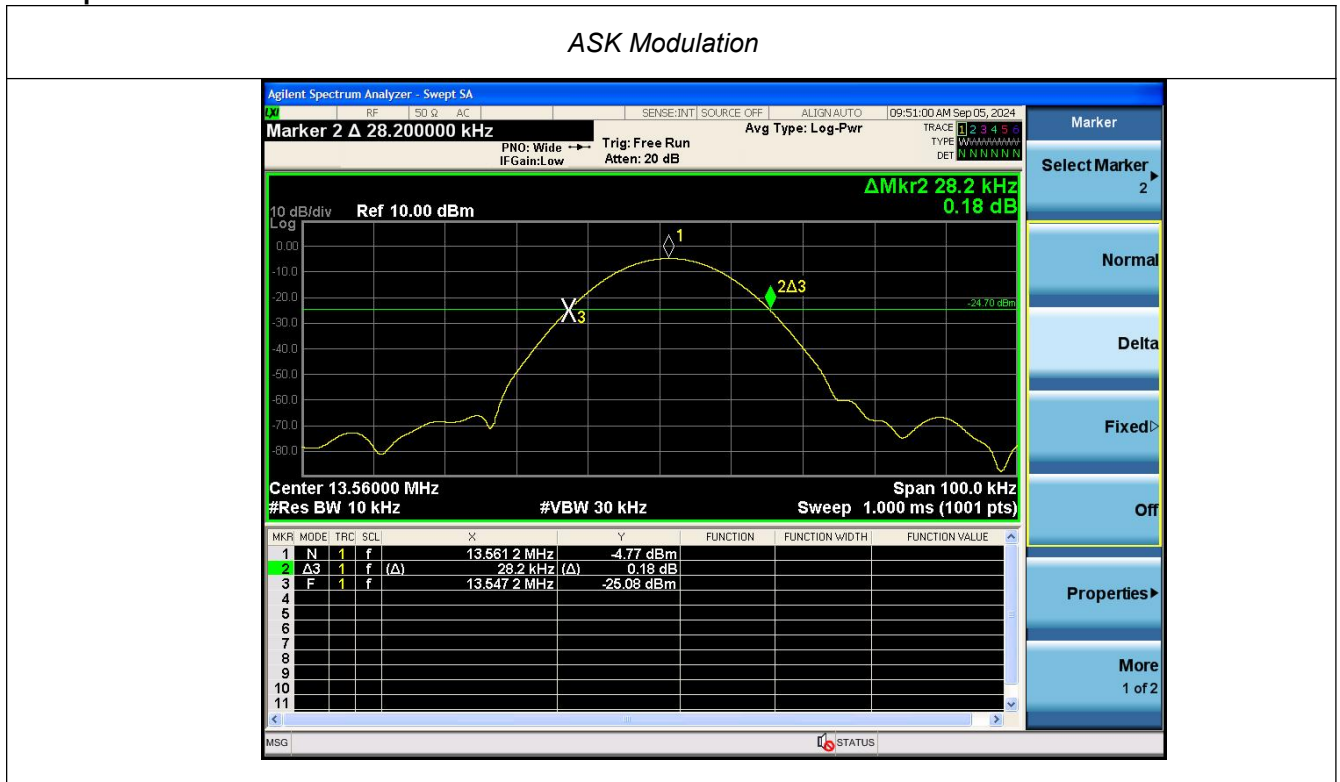 ASK Modulation
Agilent Spectrum Analyzer - Swept SA
LXI RF 50 Ω AC SENSE:INT SOURCE OFF ALIGN AUTO 09:51:00 AM Sep 05, 2024
Marker 2 Δ 28.200000 kHz
Avg Type: Log-Pwr
TRACE 1 2 3 4 5 6
PNO: Wide Trig: Free Run
TYPE WWWWWW
IFGain:Low Atten: 20 dB
DET N N N N N N
ΔMkr2 28.2 kHz
0.18 dB
10 dB/div Ref 10.00 dBm
Log
0.00
-10.0
-20.0
-30.0
-40.0
-50.0
-60.0
-70.0
-80.0
1
2Δ3
-24.70 dBm
X3
Center 13.56000 MHz Span 100.0 kHz
#Res BW 10 kHz #VBW 30 kHz Sweep 1.000 ms (1001 pts)
MKR MODE TRC SCL X Y FUNCTION FUNCTION WIDTH FUNCTION VALUE
1 N 1 f 13.561 2 MHz -4.77 dBm
2 Δ3 1 f (Δ) 28.2 kHz (Δ) 0.18 dB
3 F 1 f 13.547 2 MHz -25.08 dBm
4
5
6
7
8
9
10
11
MSG STATUS
Marker
Select Marker
2
Normal
Delta
Fixed
Off
Properties
More
1 of 2